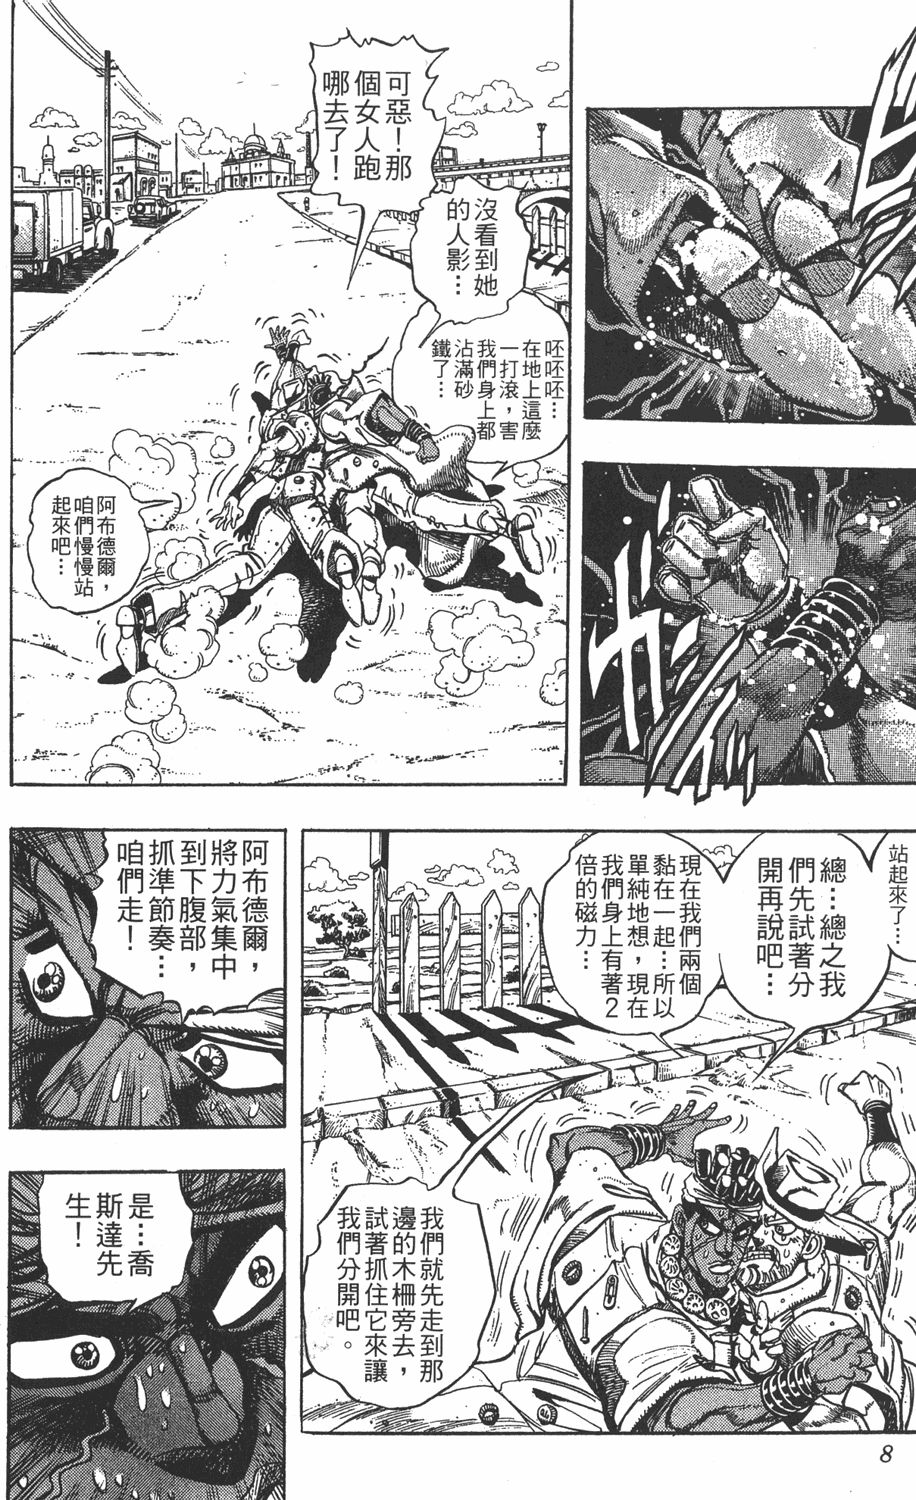 可惡！那
個女人跑
哪去了！
沒看到她
的人影…
呸呸呸…
在地上這麼
一打滾，害
我們身上都
沾滿砂
鐵了…
阿布德爾，
咱們慢慢站
起來吧…
站起來了…
總…總之我
們先試著分
開再說吧…
現在我們兩個
黏在一起…所以
單純地想，現在
我們身上有著2
倍的磁力…
我們就先走到那
邊的木柵旁去，
試著抓住它來讓
我們分開吧。
阿布德爾，
將力氣集中
到下腹部，
抓準節奏…
咱們走！
是…喬
斯達先
生！
8